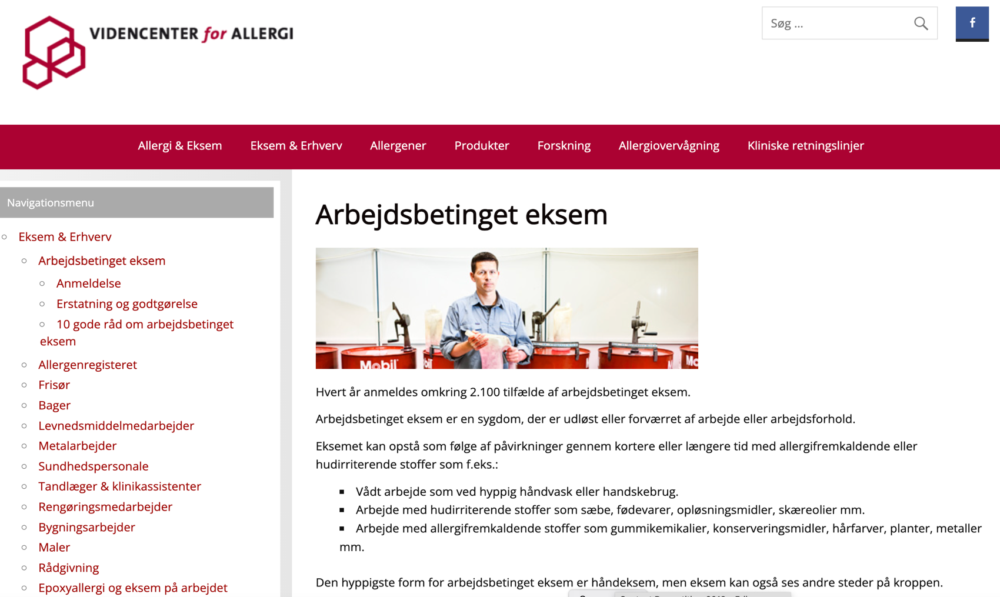 VIDENCENTER for ALLERGI
Søg ...
f
Allergi & Eksem Eksem & Erhverv Allergener Produkter Forskning Allergiovervågning Kliniske retningslinjer
Navigationsmenu
Eksem & Erhverv
Arbejdsbetinget eksem
Anmeldelse
Erstatning og godtgørelse
10 gode råd om arbejdsbetinget
eksem
Allergenregisteret
Frisør
Bager
Levnedsmiddelmedarbejder
Metalarbejder
Sundhedspersonale
Tandlæger & klinikassistenter
Rengøringsmedarbejder
Bygningsarbejder
Maler
Rådgivning
Epoxyallergi og eksem på arbejdet
Arbejdsbetinget eksem
Mobil
Hvert år anmeldes omkring 2.100 tilfælde af arbejdsbetinget eksem.
Arbejdsbetinget eksem er en sygdom, der er udløst eller forværret af arbejde eller arbejdsforhold.
Eksemet kan opstå som følge af påvirkninger gennem kortere eller længere tid med allergifremkaldende eller
hudirriterende stoffer som f.eks.:
Vådt arbejde som ved hyppig håndvask eller handskebrug.
Arbejde med hudirriterende stoffer som sæbe, fødevarer, opløsningsmidler, skæreolier mm.
Arbejde med allergifremkaldende stoffer som gummikemikalier, konserveringsmidler, hårfarver, planter, metaller
mm.
Den hyppigste form for arbejdsbetinget eksem er håndeksem, men eksem kan også ses andre steder på kroppen.